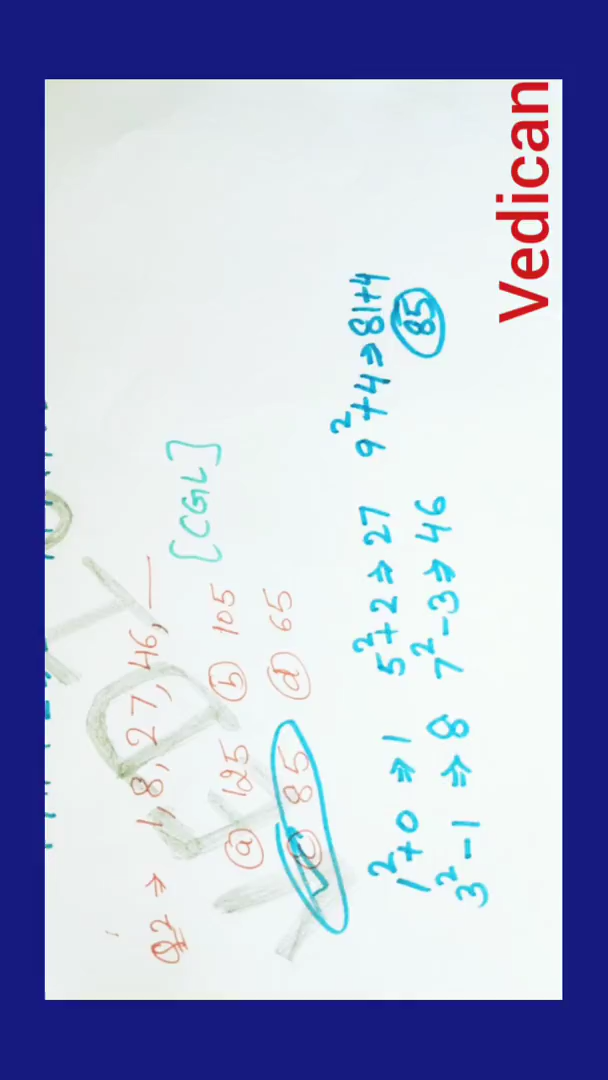 Q2 ⇒ 1, 8, 27, 46, __
[CGL]
(a) 125 (b) 105
(c) 85 (d) 65
1²+0 ⇒ 1 5²+2 ⇒ 27 9²+4 ⇒ 81+4
3²-1 ⇒ 8 7²-3 ⇒ 46 85
Vedican